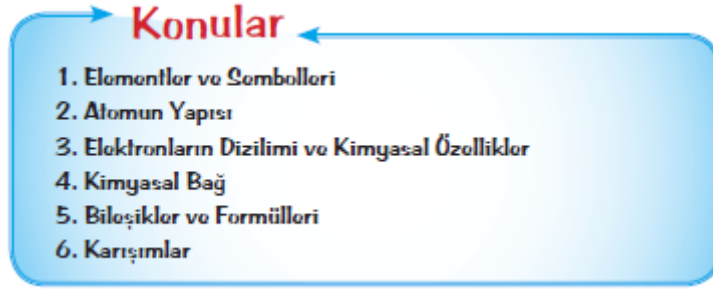 Konular
1. Elementler ve Sembolleri
2. Atomun Yapısı
3. Elektronların Dizilimi ve Kimyasal Özellikler
4. Kimyasal Bağ
5. Bileşikler ve Formülleri
6. Karışımlar